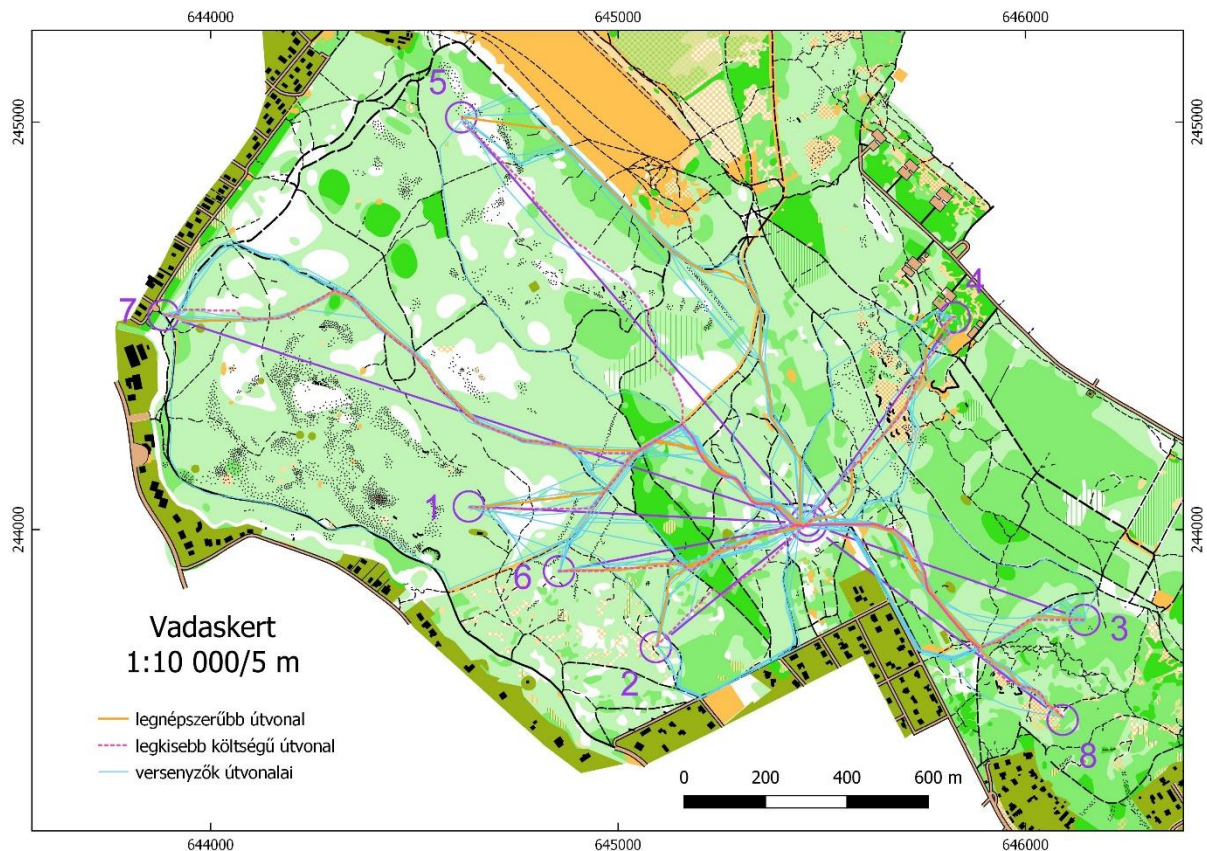 644000 645000 646000
245000 245000
5
4
7
1
244000 244000
6
3
2
8
Vadaskert
1:10 000/5 m
legnépszerűbb útvonal
legkisebb költségű útvonal
versenyzők útvonalai
0 200 400 600 m
644000 645000 646000